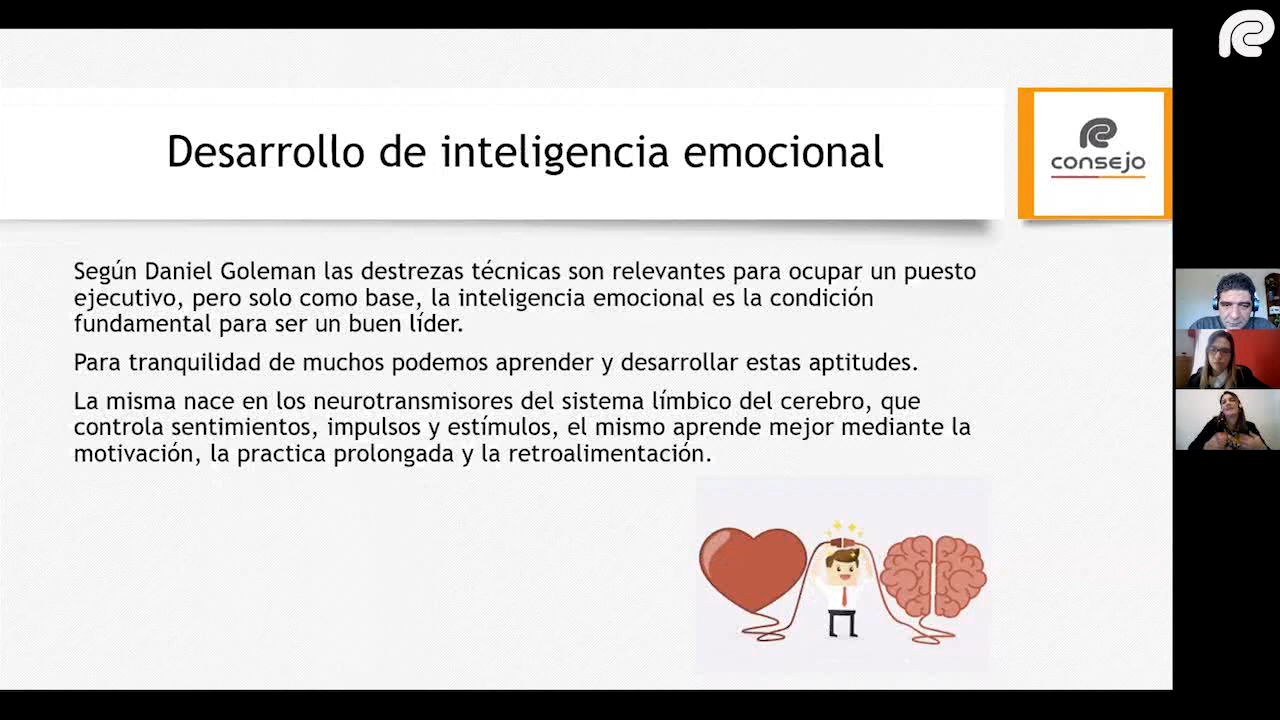 Desarrollo de inteligencia emocional
consejo
Según Daniel Goleman las destrezas técnicas son relevantes para ocupar un puesto
ejecutivo, pero solo como base, la inteligencia emocional es la condición
fundamental para ser un buen líder.
Para tranquilidad de muchos podemos aprender y desarrollar estas aptitudes.
La misma nace en los neurotransmisores del sistema límbico del cerebro, que
controla sentimientos, impulsos y estímulos, el mismo aprende mejor mediante la
motivación, la practica prolongada y la retroalimentación.